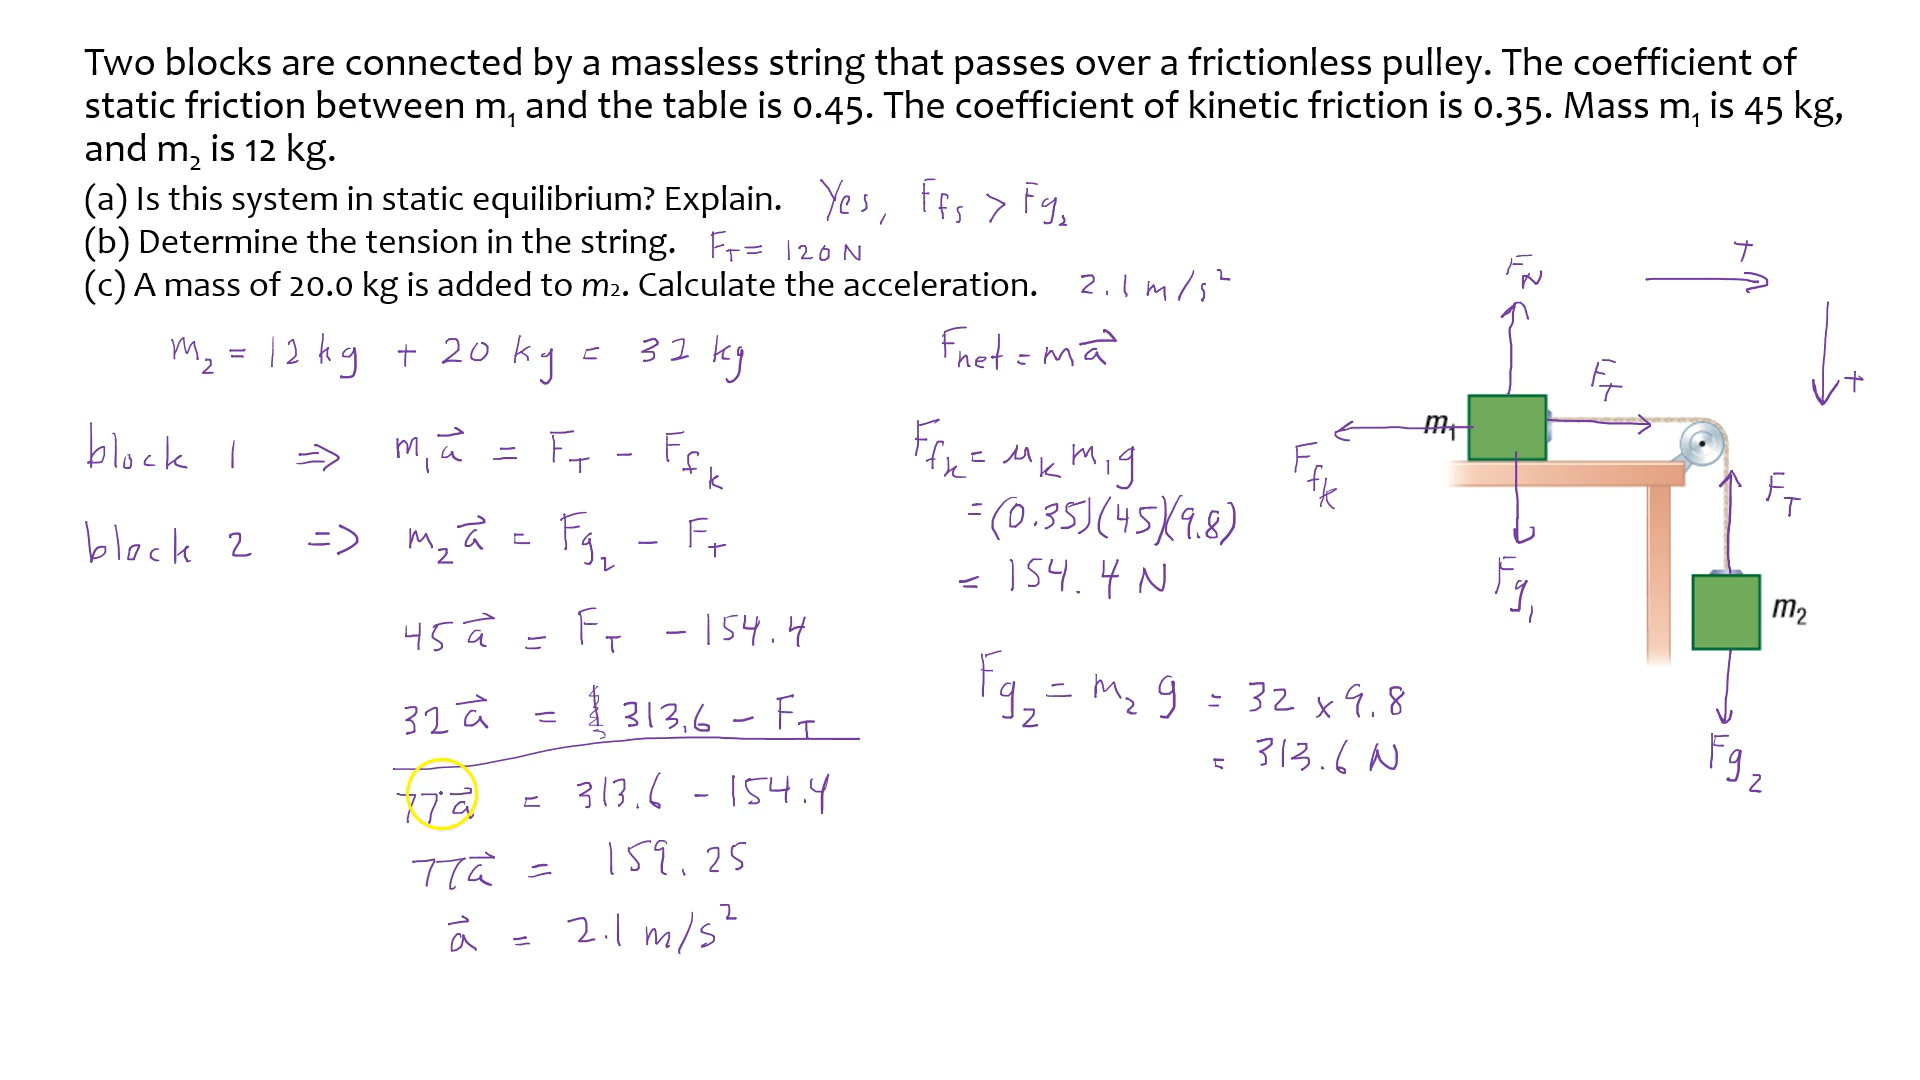 Two blocks are connected by a massless string that passes over a frictionless pulley. The coefficient of
static friction between m₁ and the table is 0.45. The coefficient of kinetic friction is 0.35. Mass m₁ is 45 kg,
and m₂ is 12 kg.
(a) Is this system in static equilibrium? Explain. Yes, Ffs > Fg₂
(b) Determine the tension in the string. FT = 120 N
(c) A mass of 20.0 kg is added to m₂. Calculate the acceleration. 2.1 m/s²
m₂ = 12 kg + 20 kg = 32 kg
block 1 ⇒ m₁a⃗ = FT - Ffk
block 2 => m₂a⃗ = Fg₂ - FT
45a⃗ = FT - 154.4
32a⃗ = 313.6 - FT
77a⃗ = 313.6 - 154.4
77a⃗ = 159.25
a⃗ = 2.1 m/s²
Fnet = ma⃗
Ffk = μk m₁g
= (0.35)(45)(9.8)
= 154.4 N
Fg₂ = m₂ g = 32 x 9.8
= 313.6 N
FN
+
+
FT
m₁
Ffk
FT
Fg₁
m₂
Fg₂